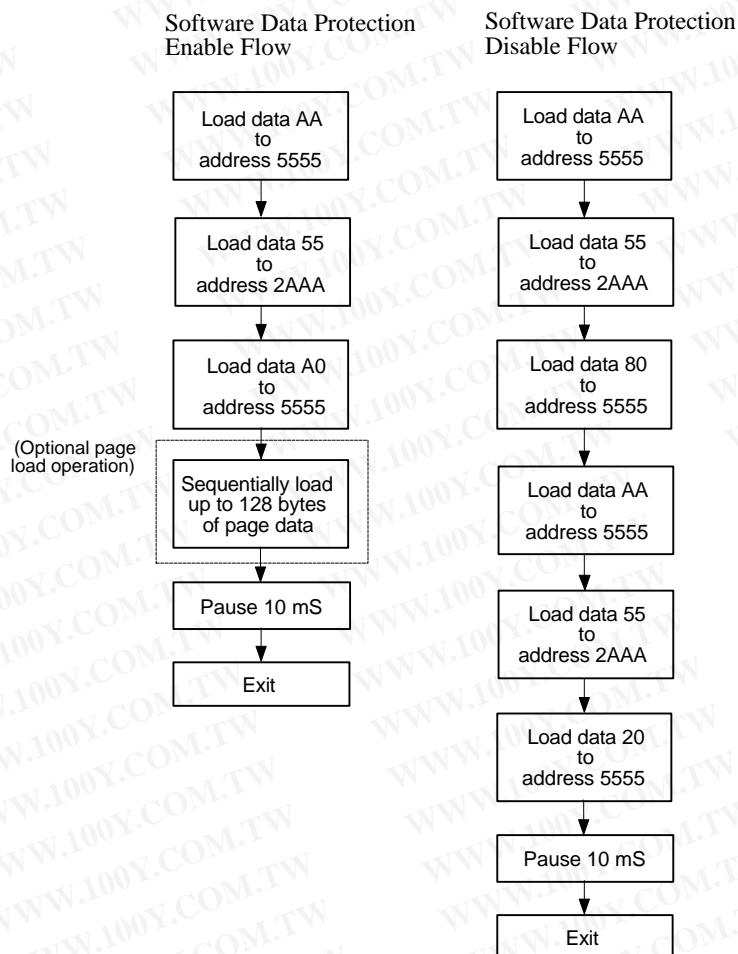 Software Data Protection
Enable Flow
Load data AA
to
address 5555
Load data 55
to
address 2AAA
Load data A0
to
address 5555
(Optional page
load operation)
Sequentially load
up to 128 bytes
of page data
Pause 10 mS
Exit
Software Data Protection
Disable Flow
Load data AA
to
address 5555
Load data 55
to
address 2AAA
Load data 80
to
address 5555
Load data AA
to
address 5555
Load data 55
to
address 2AAA
Load data 20
to
address 5555
Pause 10 mS
Exit
WWW.100Y.COM.TW